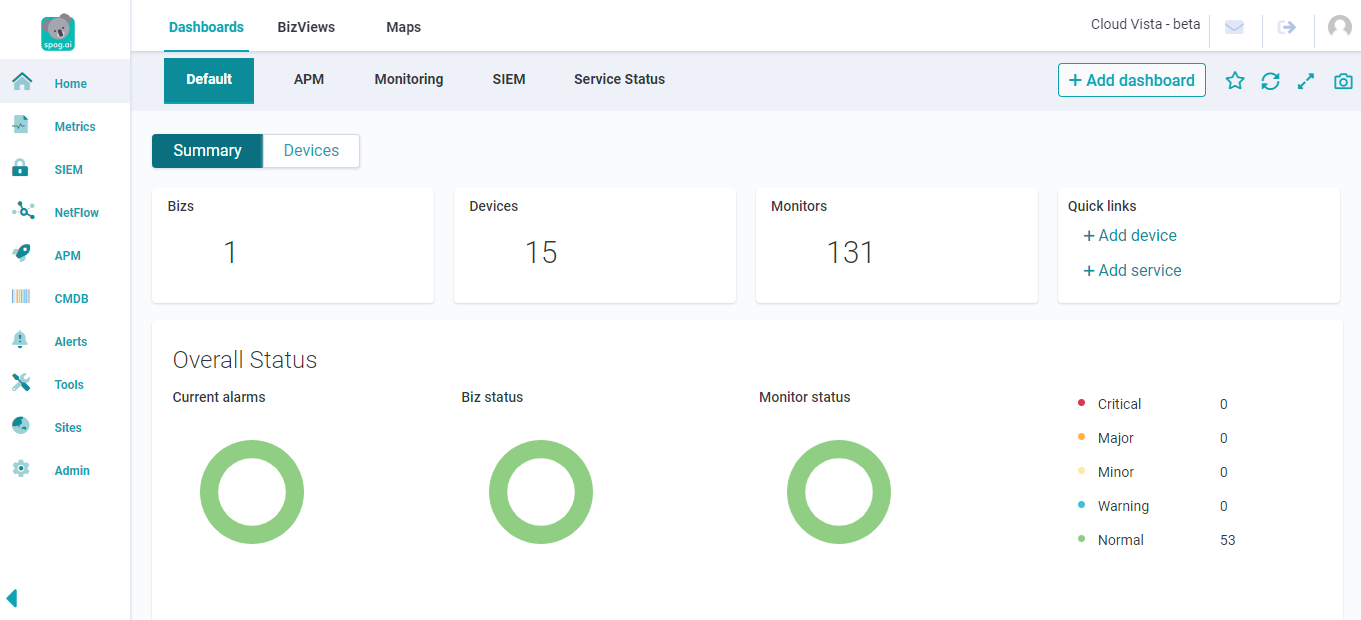 spog.ai
Home
Metrics
SIEM
NetFlow
APM
CMDB
Alerts
Tools
Sites
Admin
Dashboards BizViews Maps
Cloud Vista - beta
Default APM Monitoring SIEM Service Status
+ Add dashboard
Summary Devices
Bizs
1
Devices
15
Monitors
131
Quick links
+ Add device
+ Add service
Overall Status
Current alarms
Biz status
Monitor status
Critical 0
Major 0
Minor 0
Warning 0
Normal 53